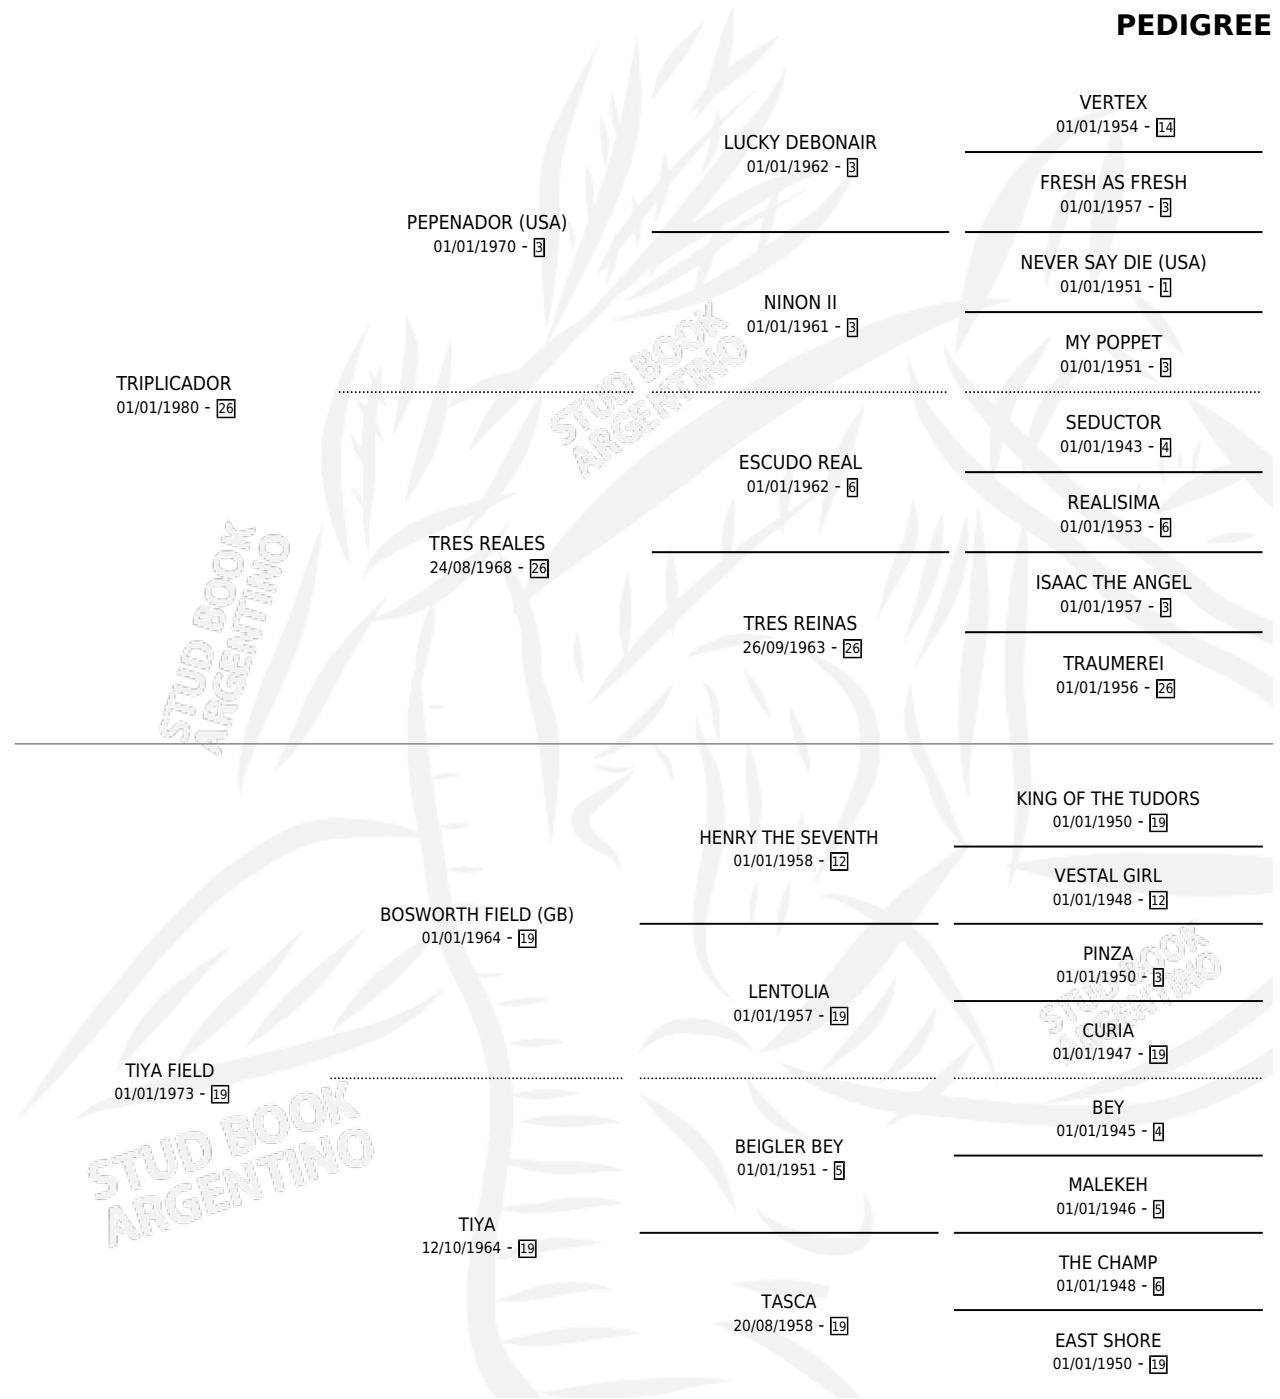 PEDIGREE
VERTEX
01/01/1954 - 14
LUCKY DEBONAIR
01/01/1962 - 3
FRESH AS FRESH
01/01/1957 - 3
PEPENADOR (USA)
01/01/1970 - 3
NEVER SAY DIE (USA)
01/01/1951 - 1
NINON II
01/01/1961 - 3
MY POPPET
01/01/1951 - 3
TRIPLICADOR
01/01/1980 - 26
SEDUCTOR
01/01/1943 - 4
ESCUDO REAL
01/01/1962 - 6
REALISIMA
01/01/1953 - 6
TRES REALES
24/08/1968 - 26
ISAAC THE ANGEL
01/01/1957 - 3
TRES REINAS
26/09/1963 - 26
TRAUMEREI
01/01/1956 - 26
KING OF THE TUDORS
01/01/1950 - 19
HENRY THE SEVENTH
01/01/1958 - 12
VESTAL GIRL
01/01/1948 - 12
BOSWORTH FIELD (GB)
01/01/1964 - 19
PINZA
01/01/1950 - 3
LENTOLIA
01/01/1957 - 19
CURIA
01/01/1947 - 19
TIYA FIELD
01/01/1973 - 19
BEY
01/01/1945 - 4
BEIGLER BEY
01/01/1951 - 5
MALEKEH
01/01/1946 - 5
TIYA
12/10/1964 - 19
THE CHAMP
01/01/1948 - 6
TASCA
20/08/1958 - 19
EAST SHORE
01/01/1950 - 19
STUD BOOK
ARGENTINO
STUD BOOK
ARGENTINO
STUD BOOK
ARGENTINO
STUD BOOK
ARGENTINO